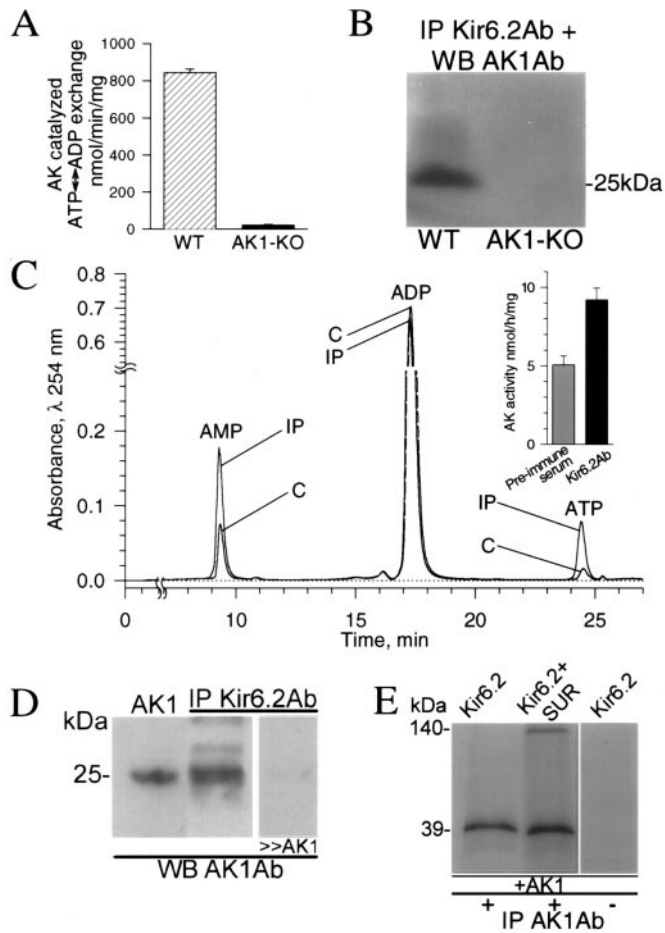 A
AK catalyzed
ATP↔ADP exchange
nmol/min/mg
1000
800
600
400
200
0
WT AK1-KO
B
IP Kir6.2Ab +
WB AK1Ab
-25kDa
WT AK1-KO
C
Absorbance, λ 254 nm
0.8
0.7
0.6
0.2
0.1
0.0
AMP
IP
C
ADP
C
IP
ATP
IP
C
0 10 15 20 25
Time, min
AK activity nmol/h/mg
10
5
0
Pre-immune
serum
Kir6.2Ab
D
kDa
AK1 IP Kir6.2Ab
25-
>>AK1
WB AK1Ab
E
kDa
Kir6.2
Kir6.2+
SUR
Kir6.2
140-
39-
+AK1
+ + -
IP AK1Ab